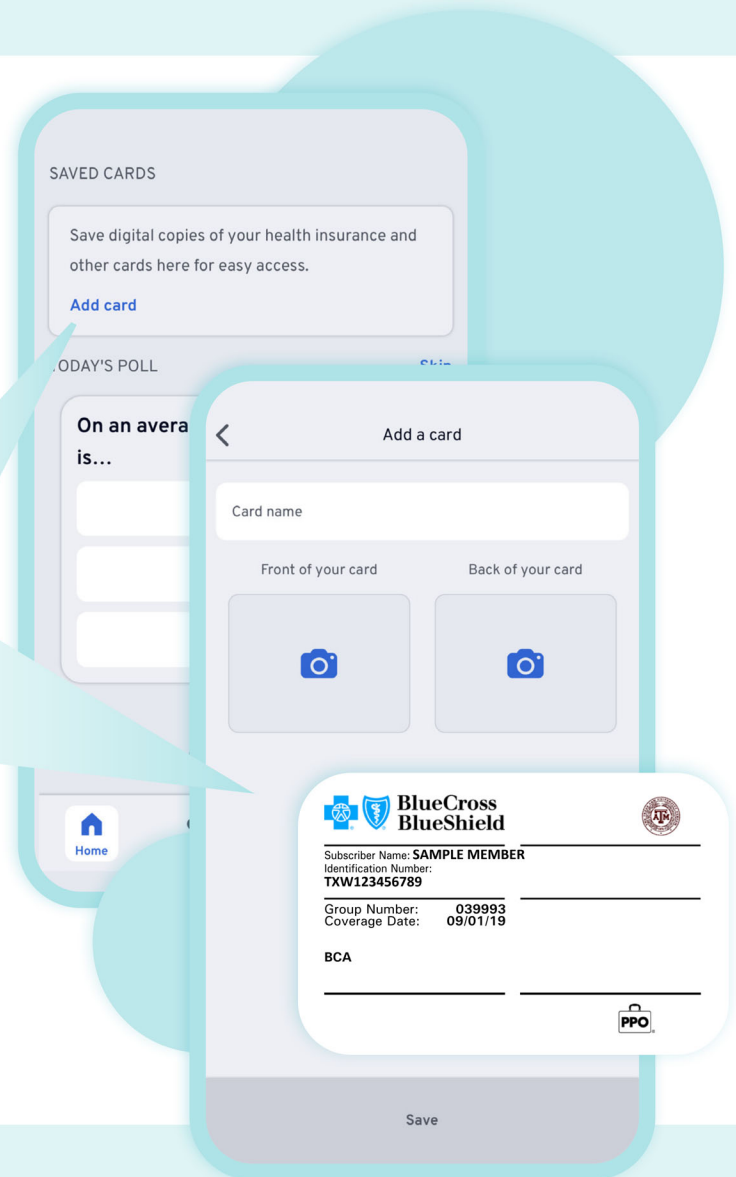 SAVED CARDS
Save digital copies of your health insurance and
other cards here for easy access.
Add card
ODAY'S POLL
On an avera
is...
Home
Add a card
Card name
Front of your card
Back of your card
BlueCross
BlueShield
ATM
Subscriber Name: SAMPLE MEMBER
Identification Number:
TXW123456789
Group Number: 039993
Coverage Date: 09/01/19
BCA
PPO
Save